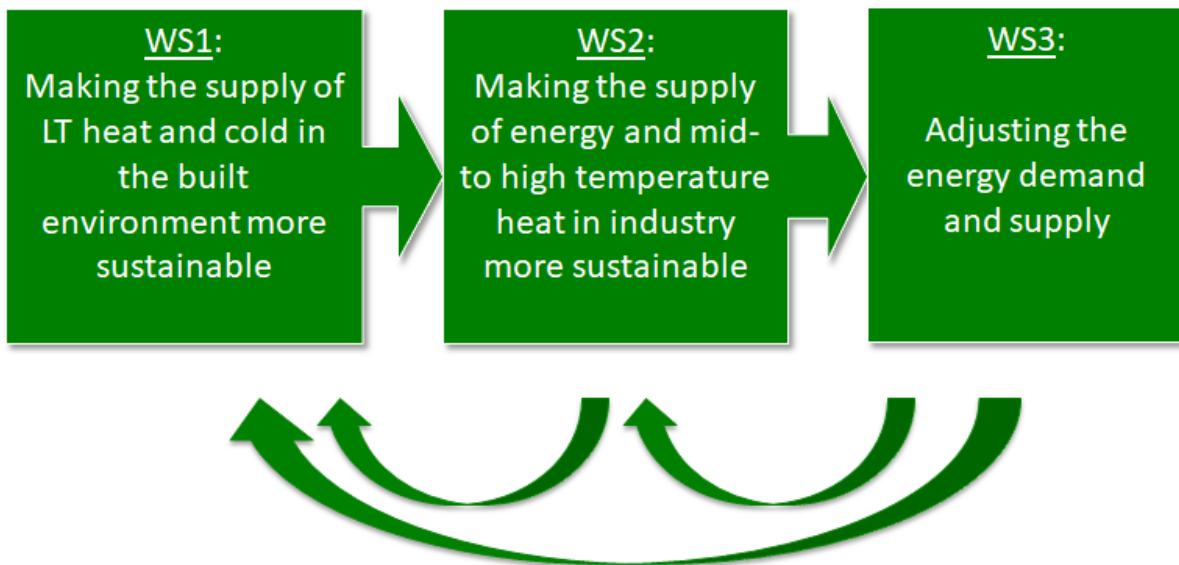 WS1:
Making the supply of
LT heat and cold in
the built
environment more
sustainable
WS2:
Making the supply
of energy and mid-
to high temperature
heat in industry
more sustainable
WS3:
Adjusting the
energy demand
and supply